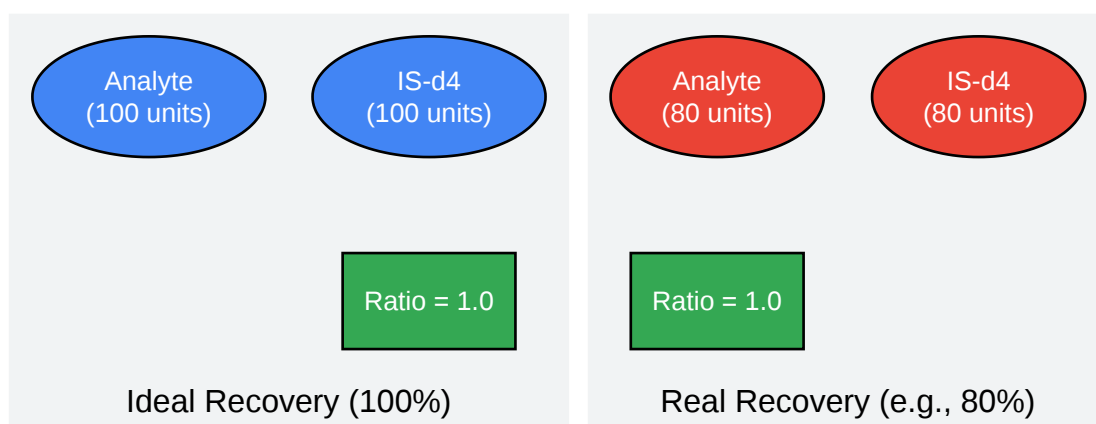 Analyte
(100 units)
IS-d4
(100 units)
Ratio = 1.0
Ideal Recovery (100%)
Analyte
(80 units)
IS-d4
(80 units)
Ratio = 1.0
Real Recovery (e.g., 80%)